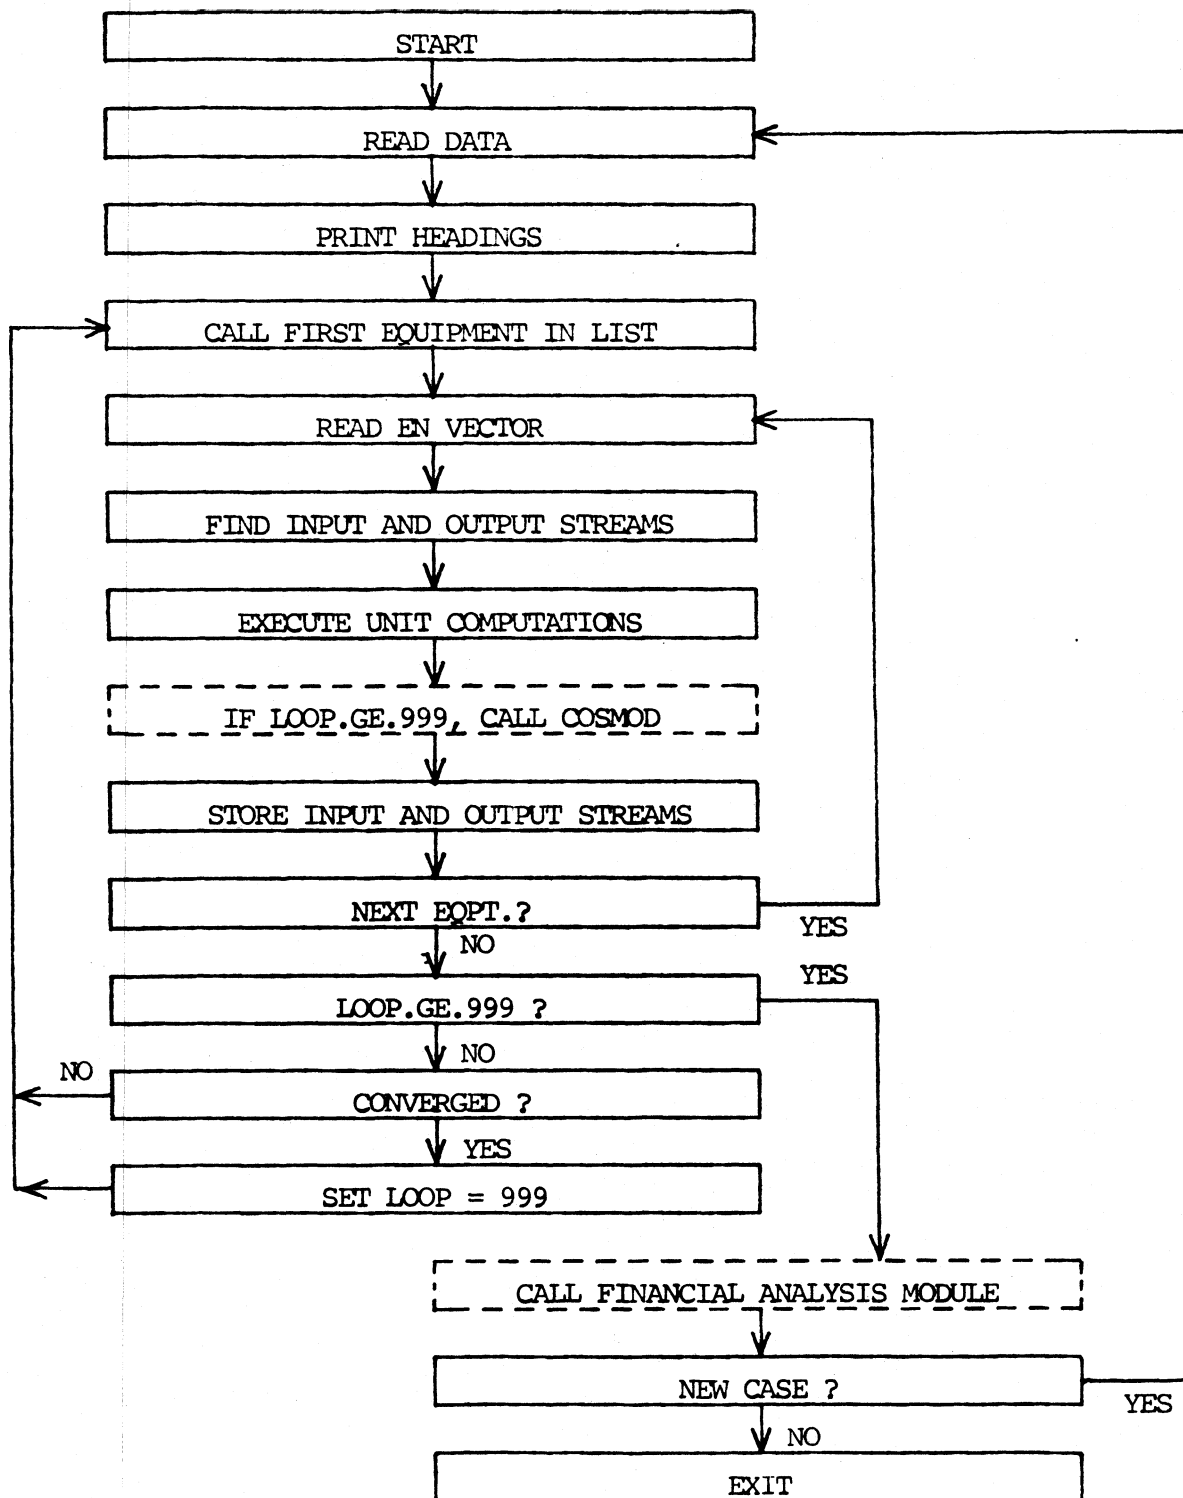 START
READ DATA
PRINT HEADINGS
CALL FIRST EQUIPMENT IN LIST
READ EN VECTOR
FIND INPUT AND OUTPUT STREAMS
EXECUTE UNIT COMPUTATIONS
IF LOOP.GE.999, CALL COSMOD
STORE INPUT AND OUTPUT STREAMS
NEXT EQPT.?
YES
NO
YES
LOOP.GE.999 ?
NO
NO
CONVERGED ?
YES
SET LOOP = 999
CALL FINANCIAL ANALYSIS MODULE
NEW CASE ?
YES
NO
EXIT